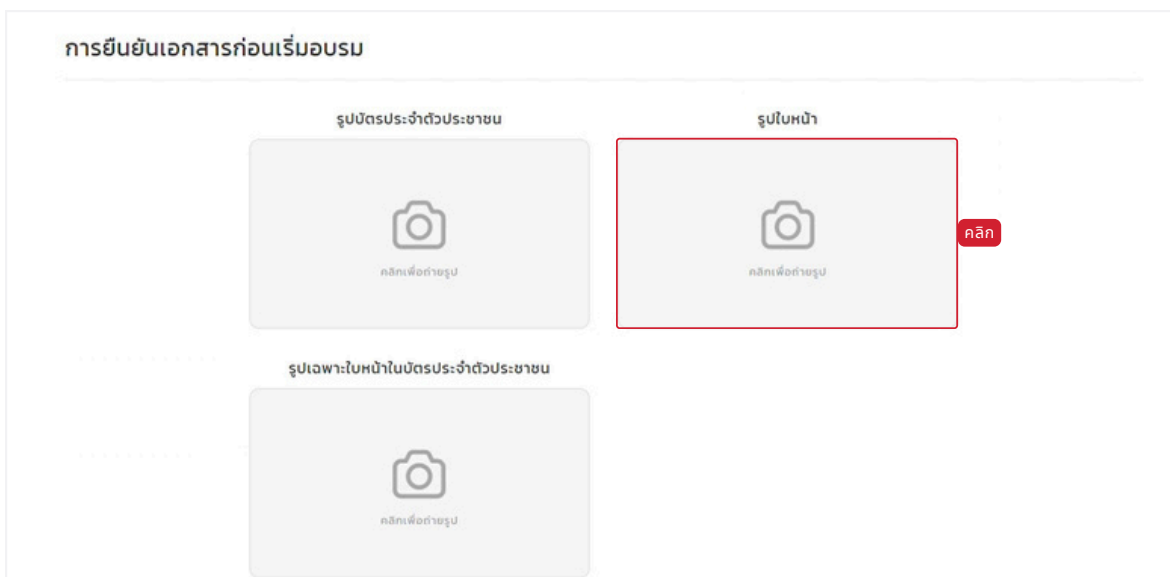 การยืนยันเอกสารก่อนเริ่มอบรม
รูปบัตรประจำตัวประชาชน
รูปใบหน้า
คลิกเพื่อถ่ายรูป
คลิกเพื่อถ่ายรูป
คลิก
รูปเฉพาะใบหน้าในบัตรประจำตัวประชาชน
คลิกเพื่อถ่ายรูป